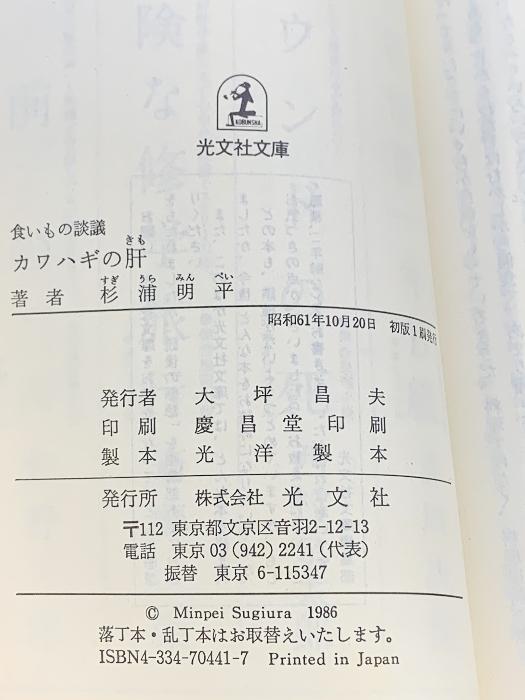 KOBUNSHA
光文社文庫
食いもの談議
カワハギの肝
きも
著者 杉浦明平
すぎ うら みん ぺい
昭和61年10月20日 初版1刷発行
発行者 大坪昌夫
印刷 慶昌堂印刷
製本 光洋製本
発行所 株式会社 光文社
〒112 東京都文京区音羽2-12-13
電話 東京03(942)2241(代表)
振替 東京6-115347
© Minpei Sugiura 1986
落丁本・乱丁本はお取替えいたします。
ISBN4-334-70441-7 Printed in Japan